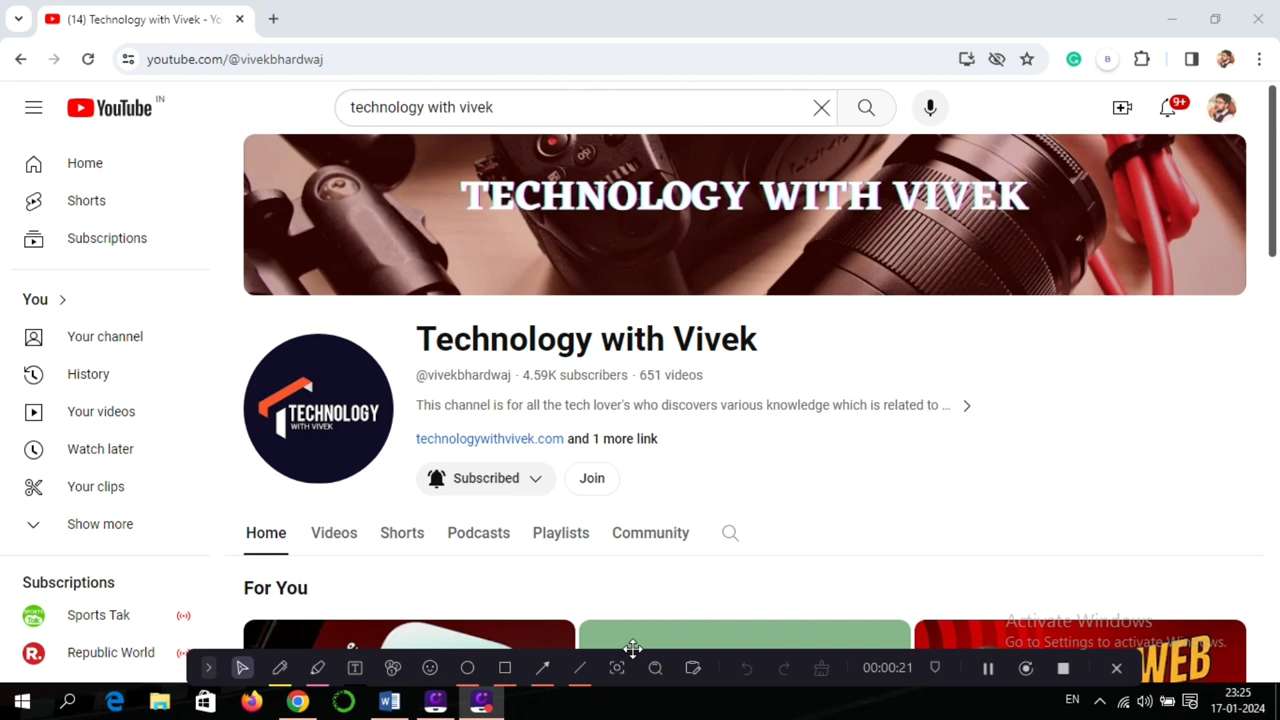 (14) Technology with Vivek - Yo
youtube.com/@vivekbhardwaj
B
YouTube IN
technology with vivek
9+
Home
Shorts
Subscriptions
You
Your channel
History
Your videos
Watch later
Your clips
Show more
Subscriptions
Sports Tak
Republic World
TECHNOLOGY WITH VIVEK
TECHNOLOGY
WITH VIVEK
Technology with Vivek
@vivekbhardwaj · 4.59K subscribers · 651 videos
This channel is for all the tech lover's who discovers various knowledge which is related to ...
technologywithvivek.com and 1 more link
Subscribed
Join
Home Videos Shorts Podcasts Playlists Community
For You
WEB
Activate Windows
Go to Settings to activate Windows.
00:00:21
EN
23:25
17-01-2024